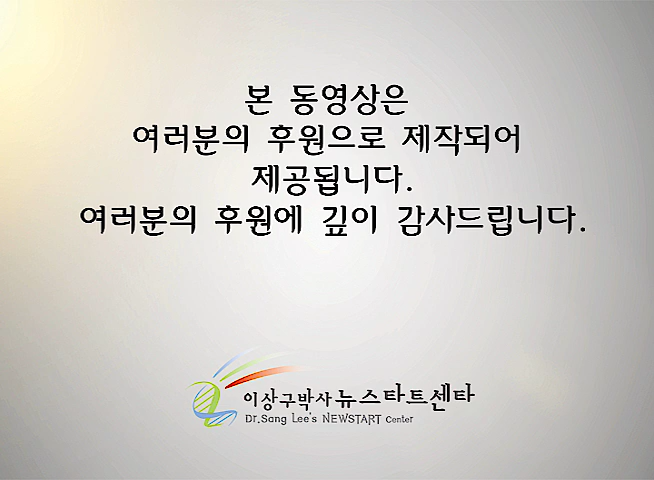 본 동영상은
여러분의 후원으로 제작되어
제공됩니다.
여러분의 후원에 깊이 감사드립니다.
이상구박사 뉴스타트센타
Dr.Sang Lee's NEWSTART Center